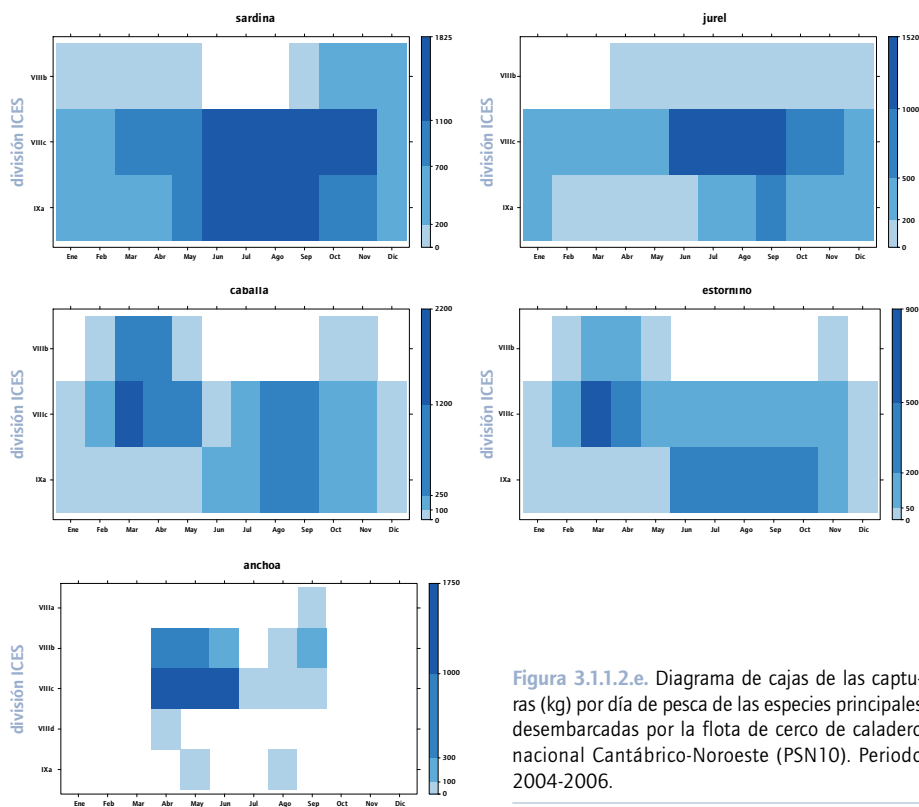 sardina
división ICES
VIIIb
VIIIc
IXa
Ene Feb Mar Abr May Jun Jul Ago Sep Oct Nov Dic
1825
1100
700
200
0
jurel
división ICES
VIIIb
VIIIc
IXa
Ene Feb Mar Abr May Jun Jul Ago Sep Oct Nov Dic
1520
1000
500
200
0
caballa
división ICES
VIIIb
VIIIc
IXa
Ene Feb Mar Abr May Jun Jul Ago Sep Oct Nov Dic
2200
1200
250
100
0
estornino
división ICES
VIIIb
VIIIc
IXa
Ene Feb Mar Abr May Jun Jul Ago Sep Oct Nov Dic
900
500
200
50
0
anchoa
división ICES
VIIIa
VIIIb
VIIIc
VIIId
IXa
Ene Feb Mar Abr May Jun Jul Ago Sep Oct Nov Dic
1750
1000
300
100
0
Figura 3.1.1.2.e. Diagrama de cajas de las captu-
ras (kg) por día de pesca de las especies principales
desembarcadas por la flota de cerco de caladero
nacional Cantábrico-Noroeste (PSN10). Periodo
2004-2006.